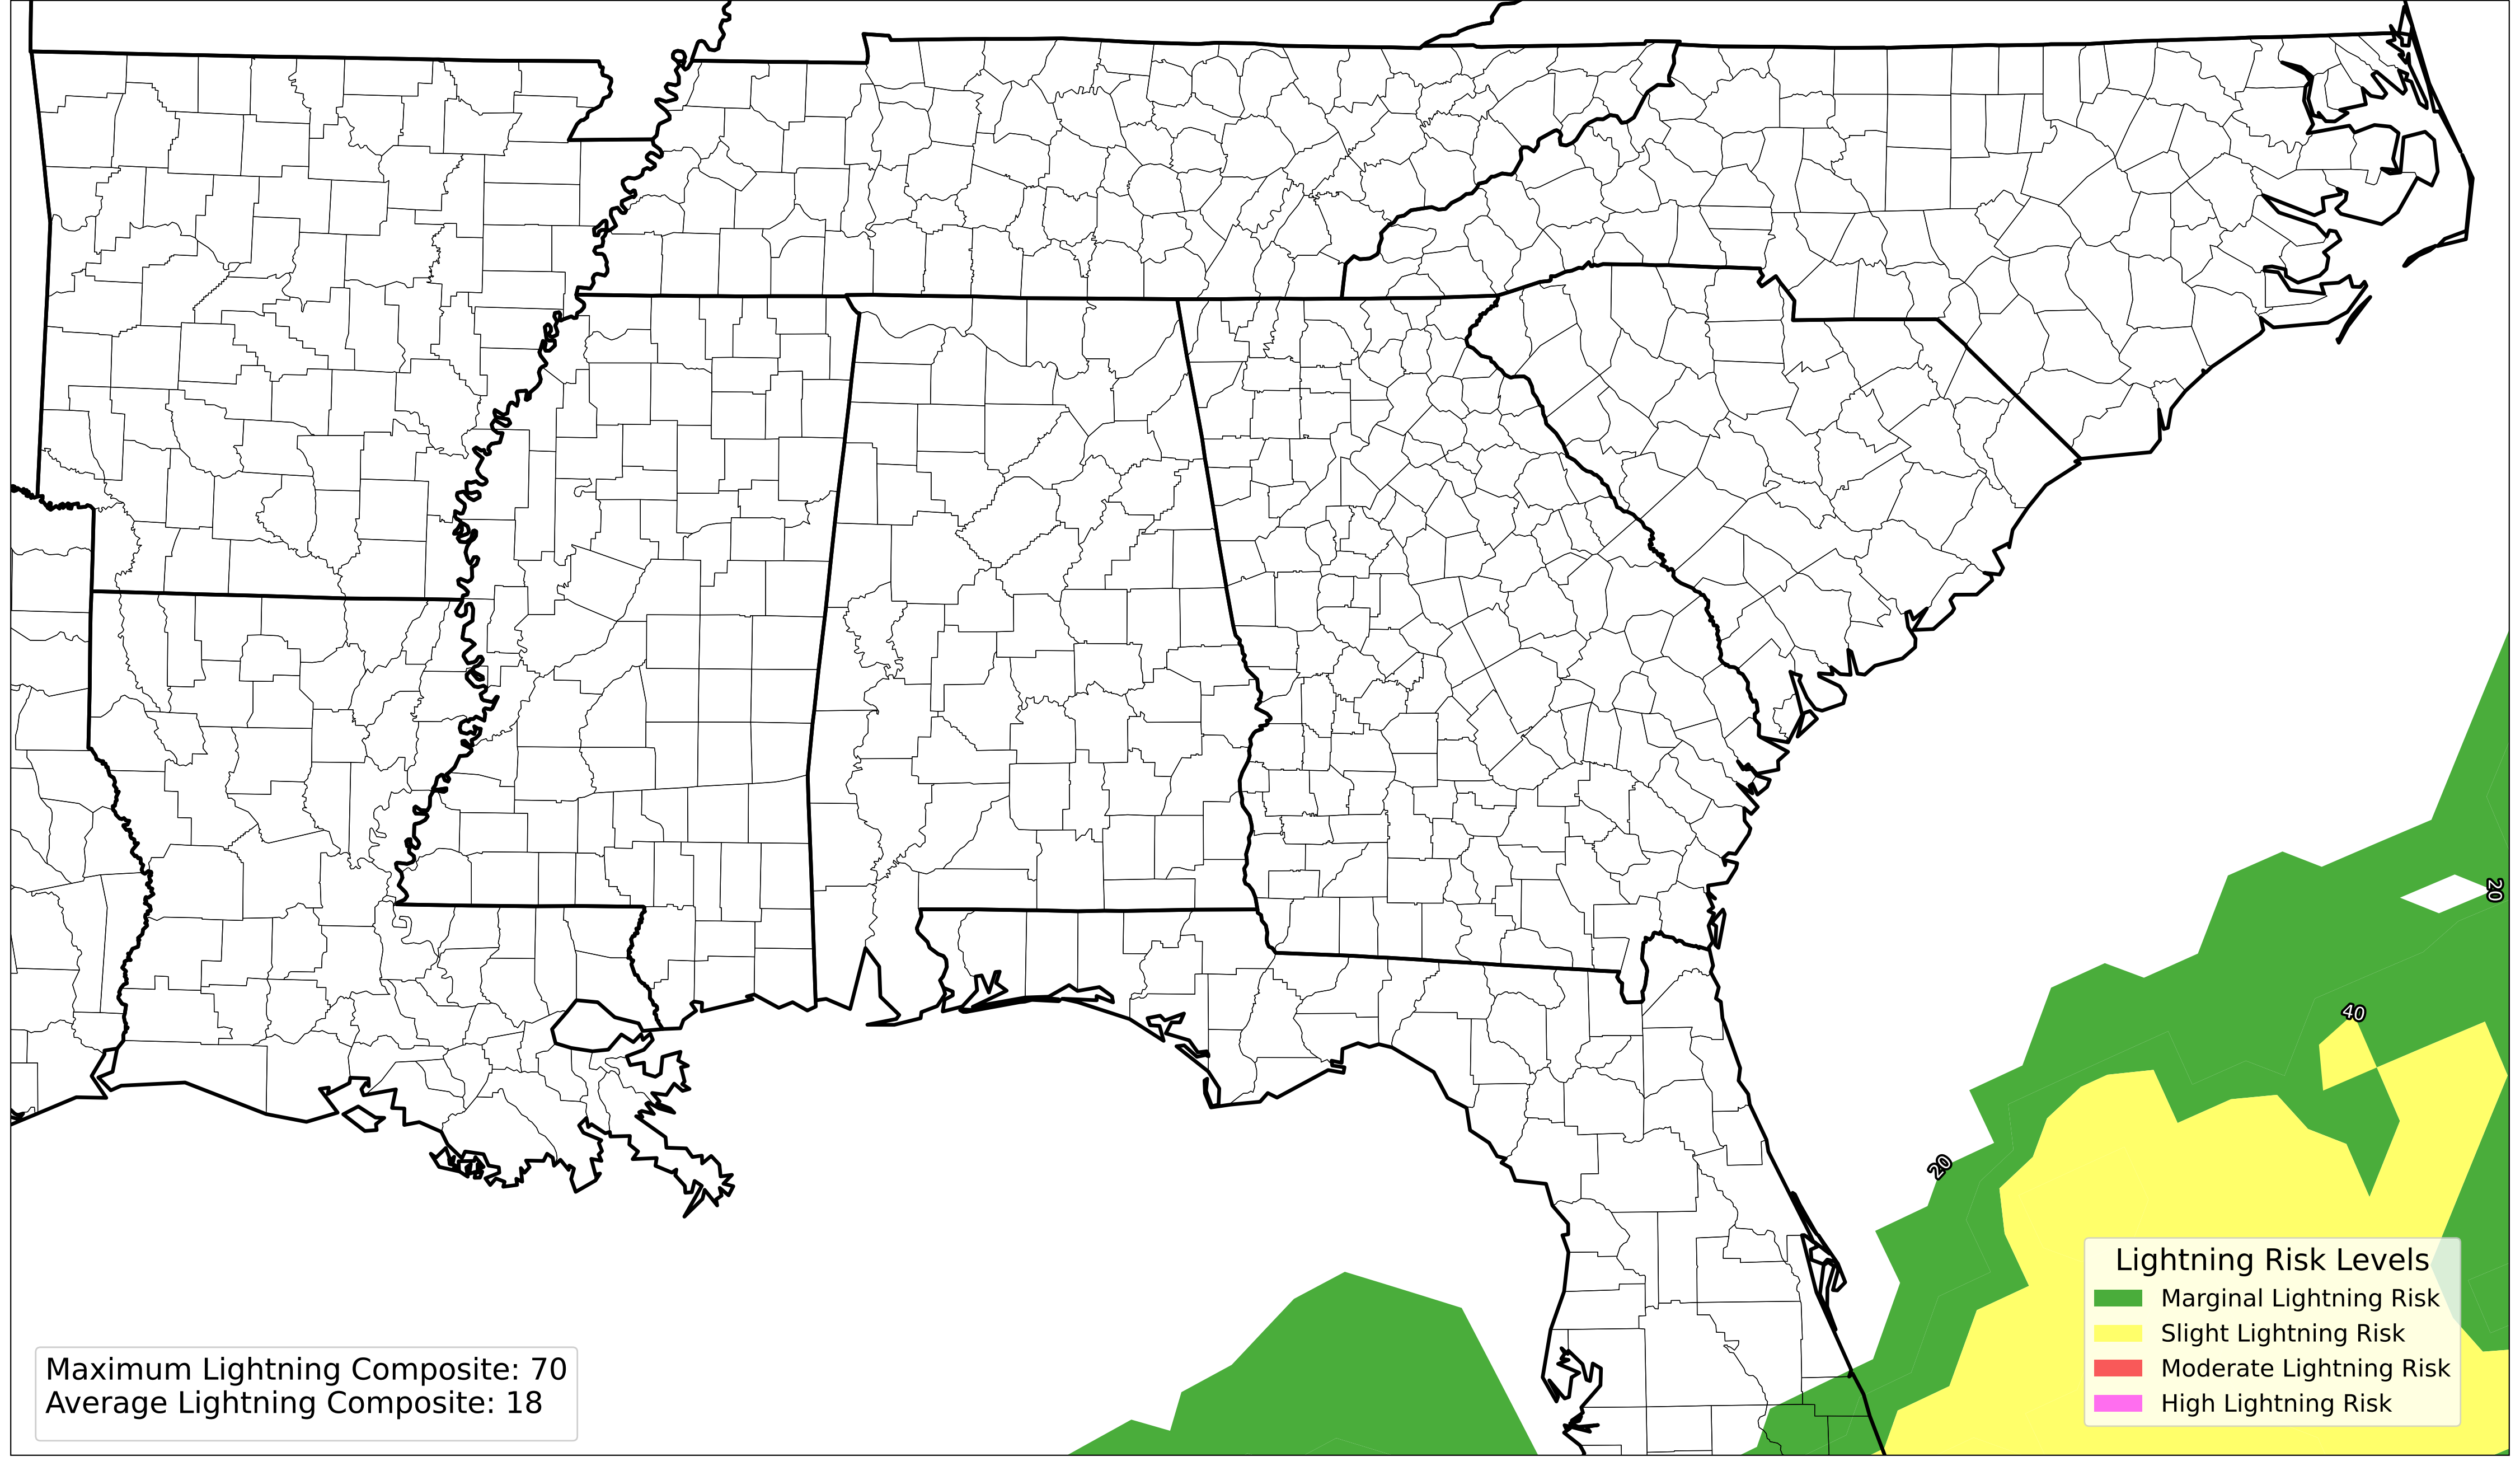 20
40
20
Lightning Risk Levels
Marginal Lightning Risk
Slight Lightning Risk
Moderate Lightning Risk
High Lightning Risk
Maximum Lightning Composite: 70
Average Lightning Composite: 18